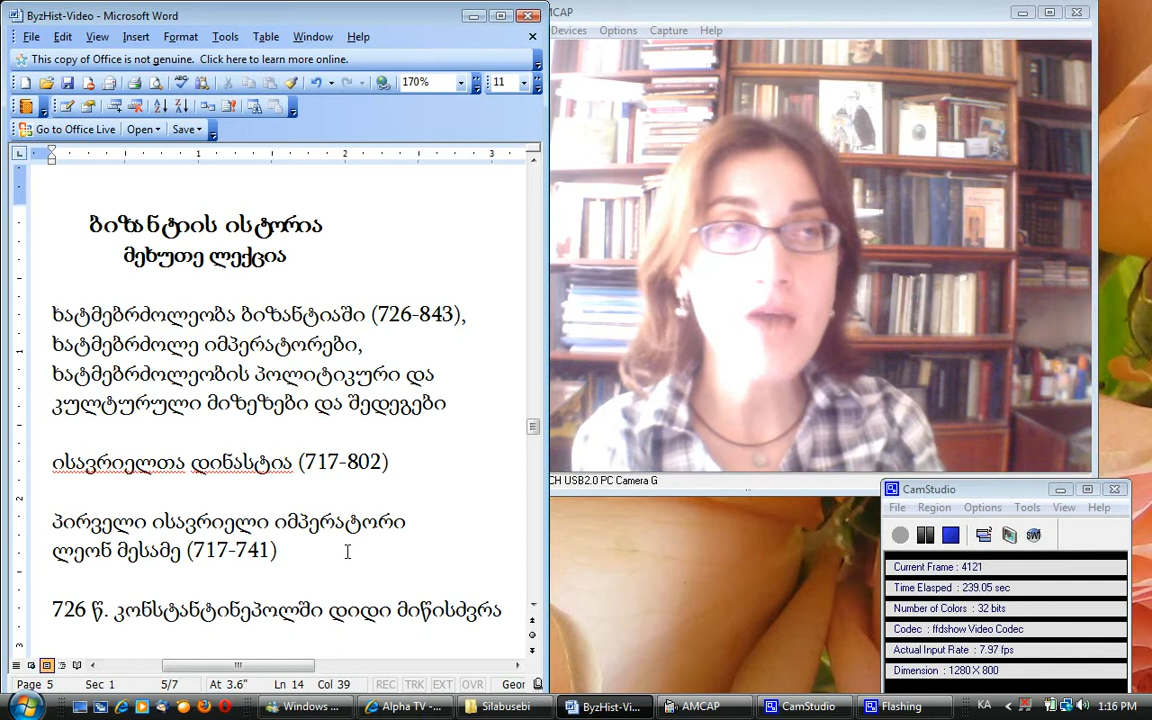 ByzHist-Video - Microsoft Word
File Edit View Insert Format Tools Table Window Help
This copy of Office is not genuine. Click here to learn more online.
170% 11
Go to Office Live Open Save
1 2 3
ბიზანტიის ისტორია
მეხუთე ლექცია
ხატმებრძოლეობა ბიზანტიაში (726-843),
ხატმებრძოლე იმპერატორები,
ხატმებრძოლეობის პოლიტიკური და
კულტურული მიზეზები და შედეგები
ისავრიელთა დინასტია (717-802)
პირველი ისავრიელი იმპერატორი
ლეონ მესამე (717-741)
726 წ. კონსტანტინეპოლში დიდი მიწისძვრა
Page 5 Sec 1 5/7 At 3.6" Ln 14 Col 39 REC TRK EXT OVR Geor
AMCAP
Devices Options Capture Help
CH USB2.0 PC Camera G
CamStudio
File Region Options Tools View Help
Current Frame : 4121
Time Elasped : 239.05 sec
Number of Colors : 32 bits
Codec : ffdshow Video Codec
Actual Input Rate : 7.97 fps
Dimension : 1280 X 800
Windows ... Alpha TV - ... Silabusebi ByzHist-Vi... AMCAP CamStudio Flashing KA 1:16 PM